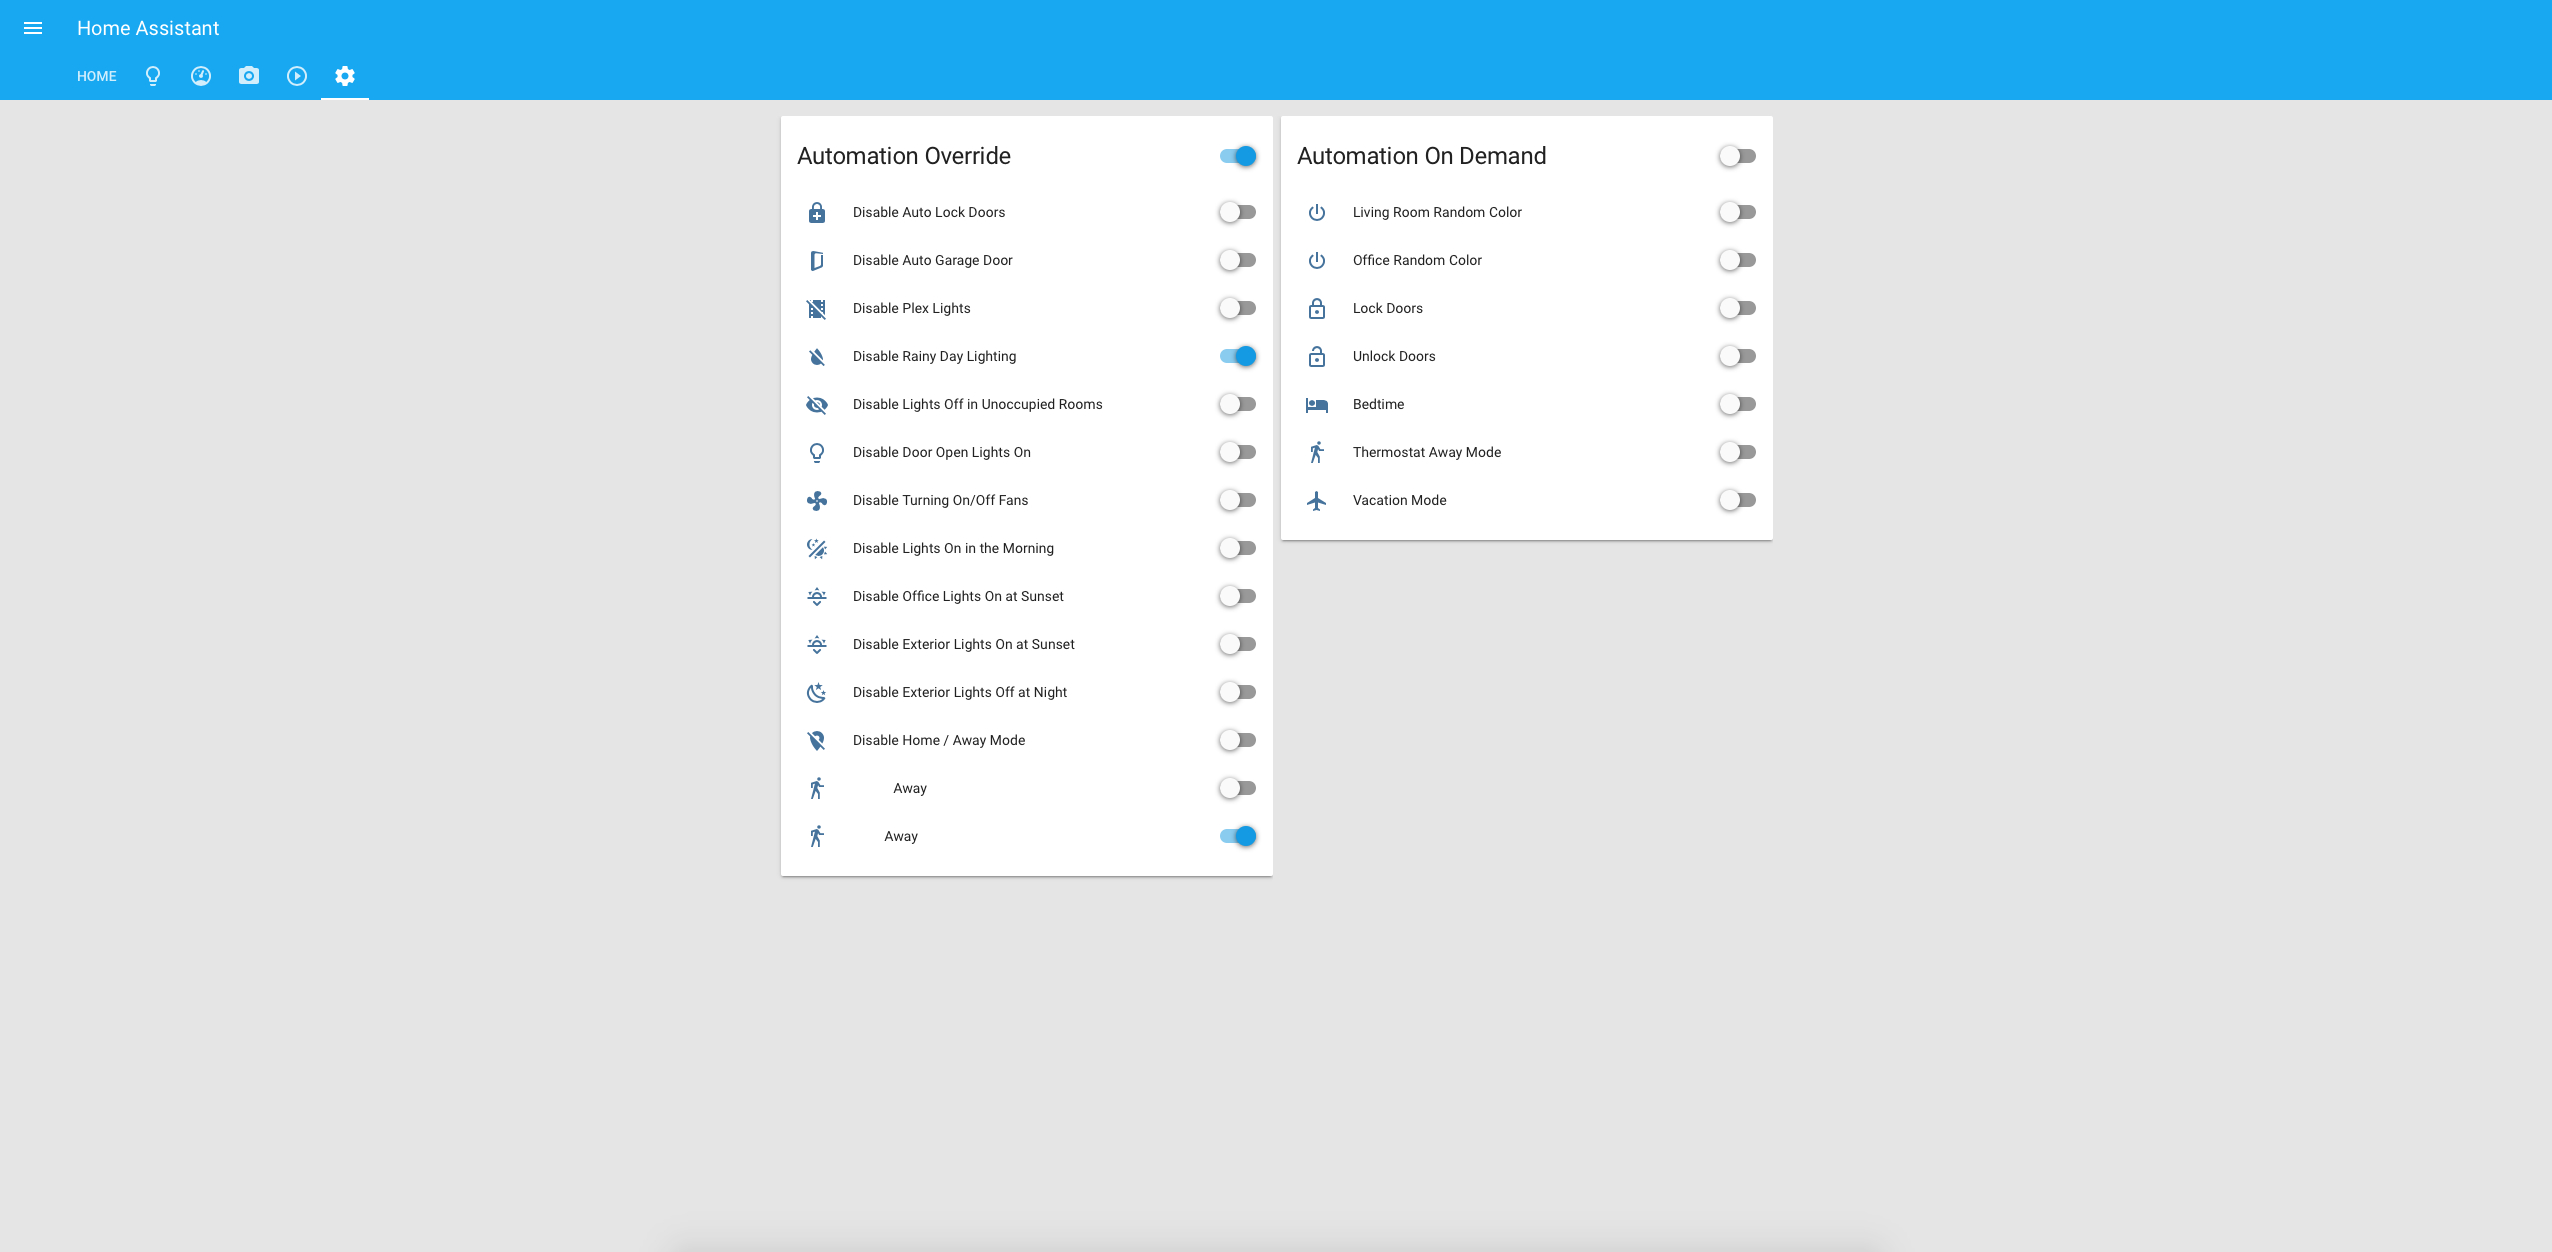 Home Assistant
HOME
Automation Override
Disable Auto Lock Doors
Disable Auto Garage Door
Disable Plex Lights
Disable Rainy Day Lighting
Disable Lights Off in Unoccupied Rooms
Disable Door Open Lights On
Disable Turning On/Off Fans
Disable Lights On in the Morning
Disable Office Lights On at Sunset
Disable Exterior Lights On at Sunset
Disable Exterior Lights Off at Night
Disable Home / Away Mode
Away
Away
Automation On Demand
Living Room Random Color
Office Random Color
Lock Doors
Unlock Doors
Bedtime
Thermostat Away Mode
Vacation Mode